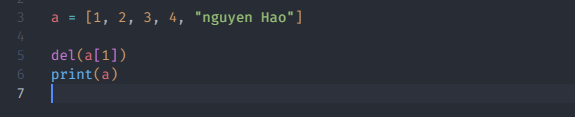 3 a = [1, 2, 3, 4, "nguyen Hao"]
4
5 del(a[1])
6 print(a)
7